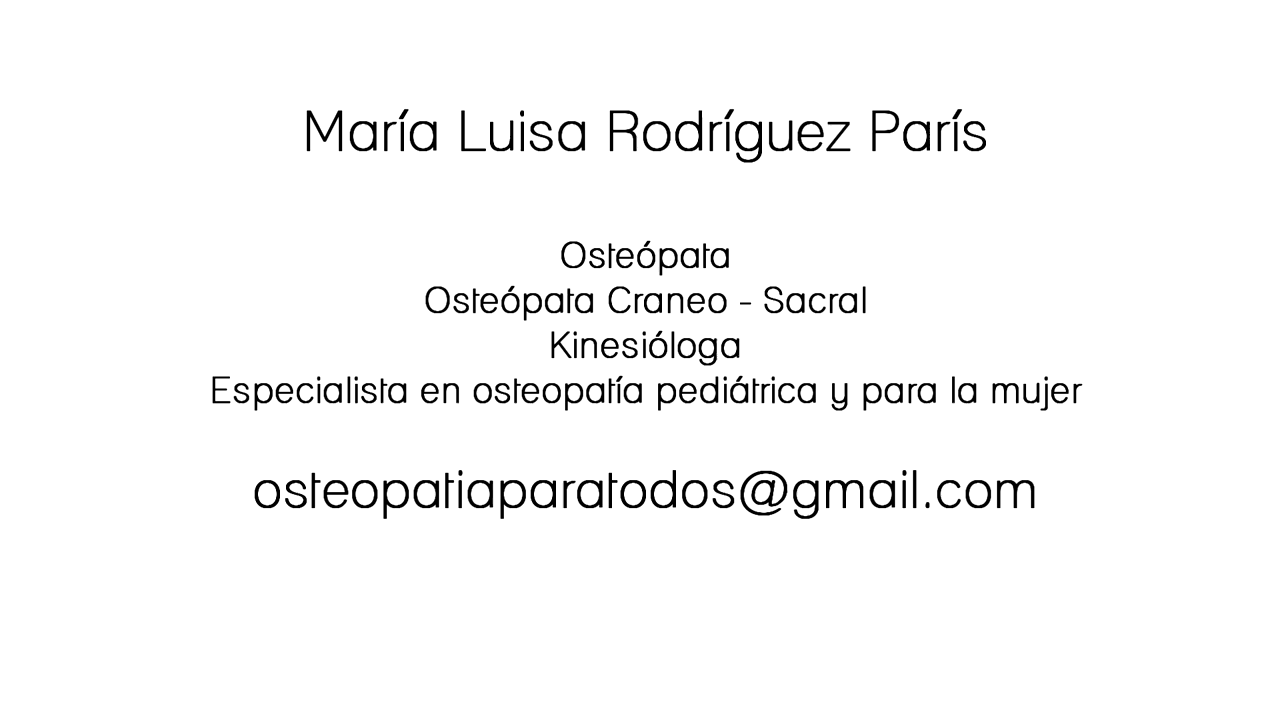 María Luisa Rodríguez París
Osteópata
Osteópata Craneo - Sacral
Kinesióloga
Especialista en osteopatía pediátrica y para la mujer
osteopatiaparatodos@gmail.com